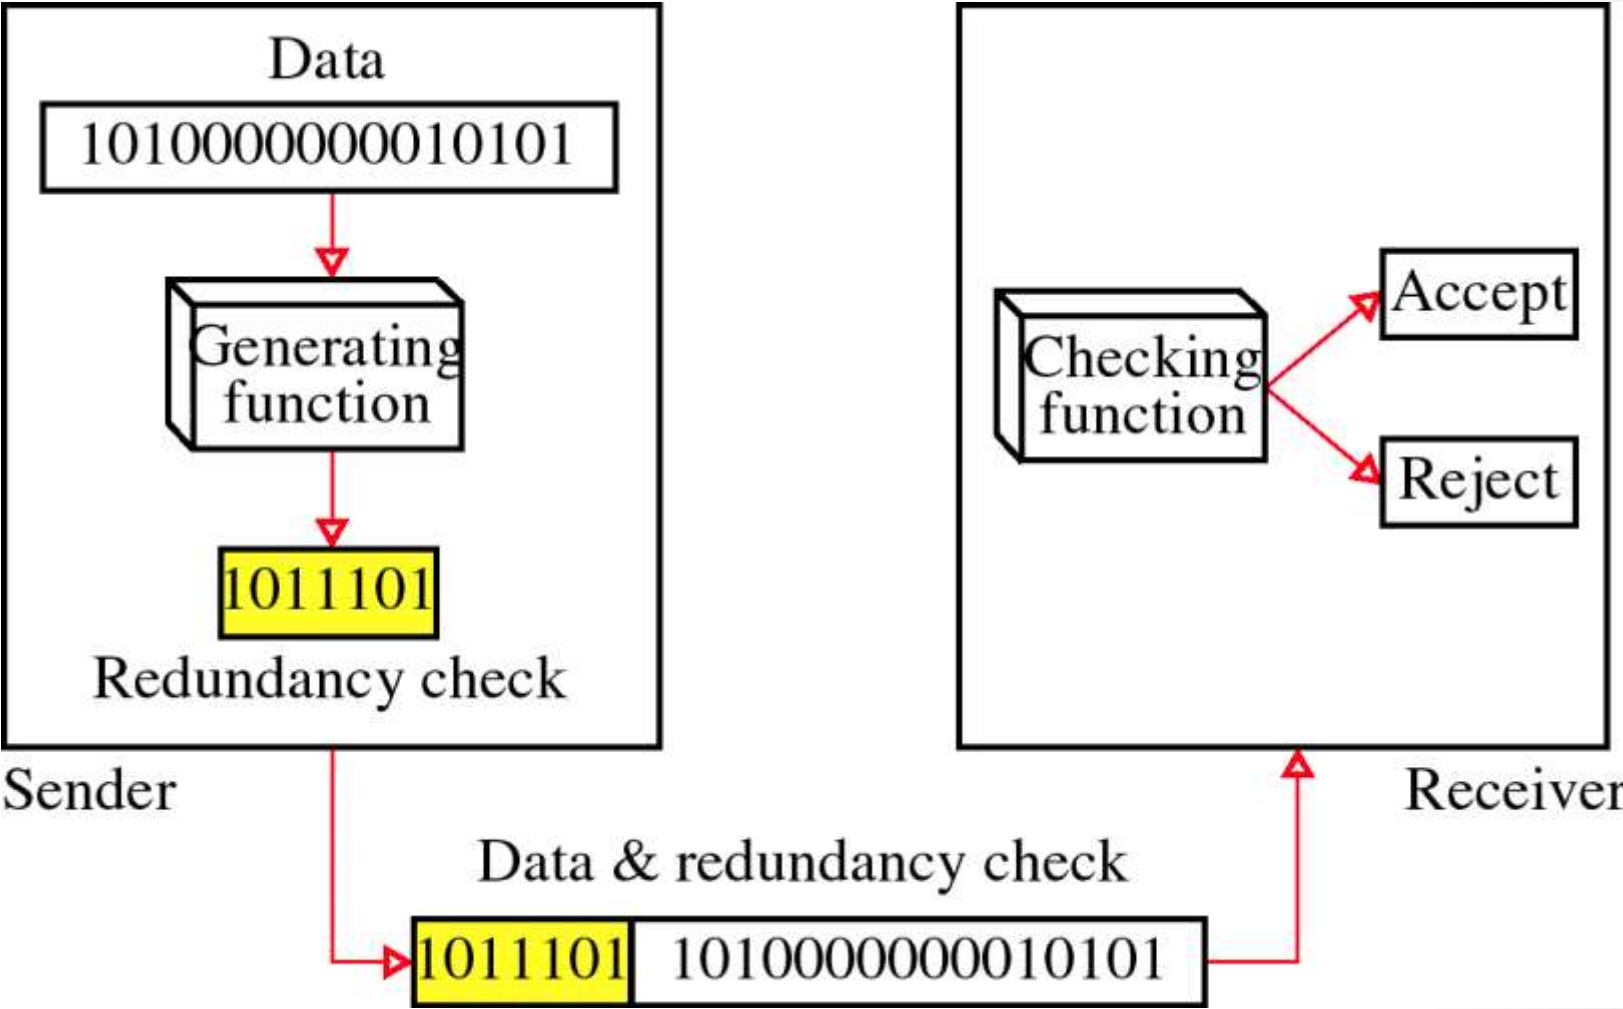 Data
1010000000010101
Generating
function
1011101
Redundancy check
Sender
Checking
function
Accept
Reject
Receiver
Data & redundancy check
1011101 1010000000010101